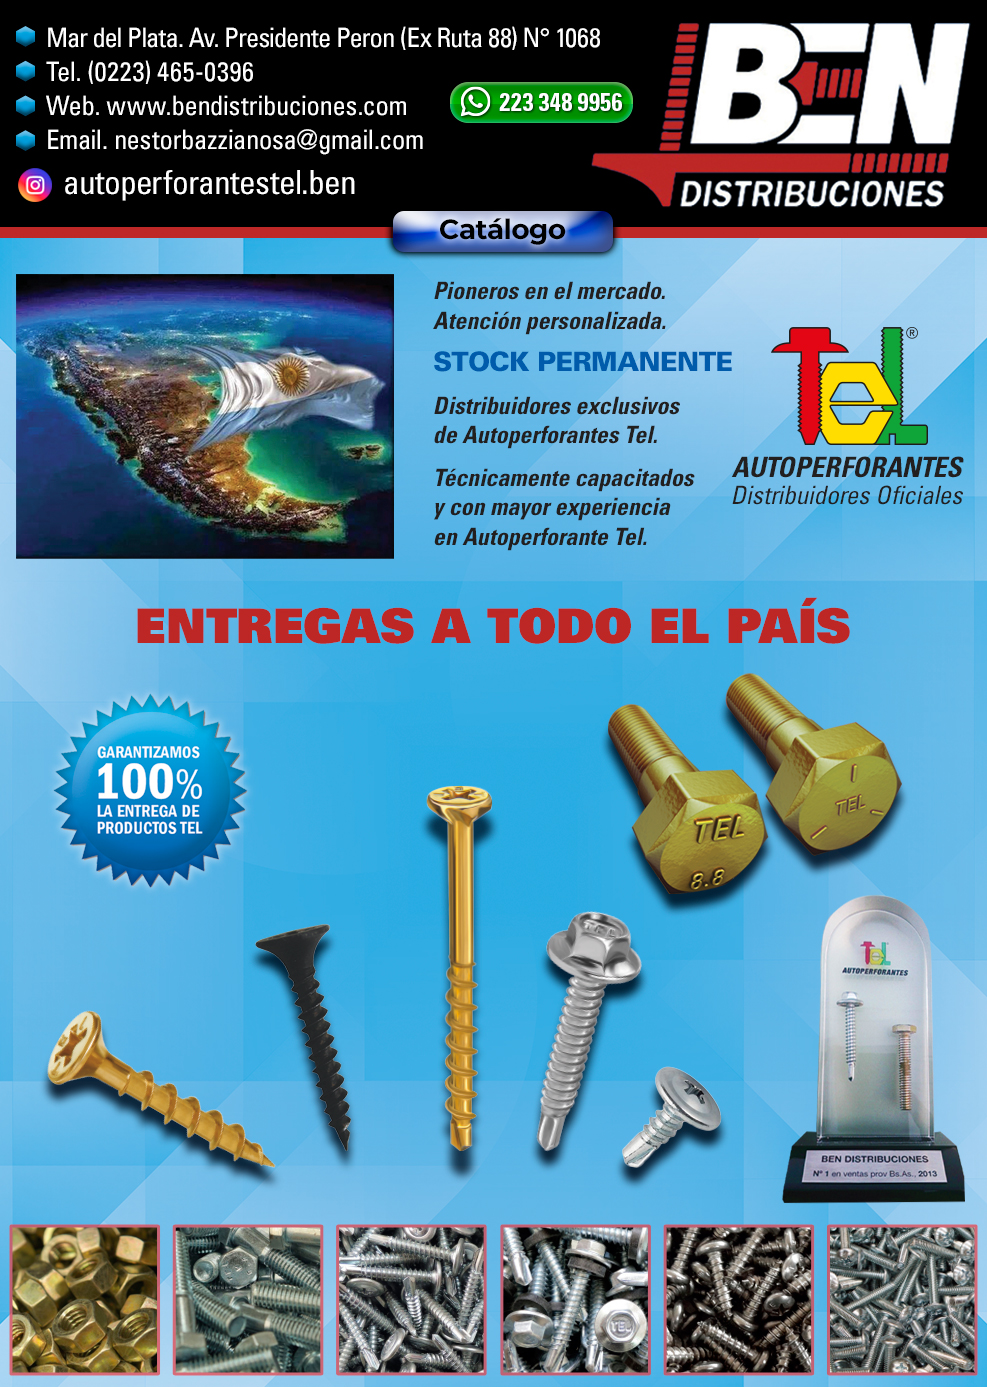 Mar del Plata. Av. Presidente Peron (Ex Ruta 88) N° 1068
Tel. (0223) 465-0396
Web. www.bendistribuciones.com
223 348 9956
Email. nestorbazzianosa@gmail.com
autoperforantestel.ben
BEN
DISTRIBUCIONES
Catálogo
Pioneros en el mercado.
Atención personalizada.
STOCK PERMANENTE
Distribuidores exclusivos
de Autoperforantes Tel.
Técnicamente capacitados
y con mayor experiencia
en Autoperforante Tel.
TEL®
AUTOPERFORANTES
Distribuidores Oficiales
ENTREGAS A TODO EL PAÍS
GARANTIZAMOS
100%
LA ENTREGA DE
PRODUCTOS TEL
TEL
8.8
TEL
TEL
TEL
AUTOPERFORANTES
BEN DISTRIBUCIONES
Nº 1 en ventas prov Bs.As., 2013
TEL